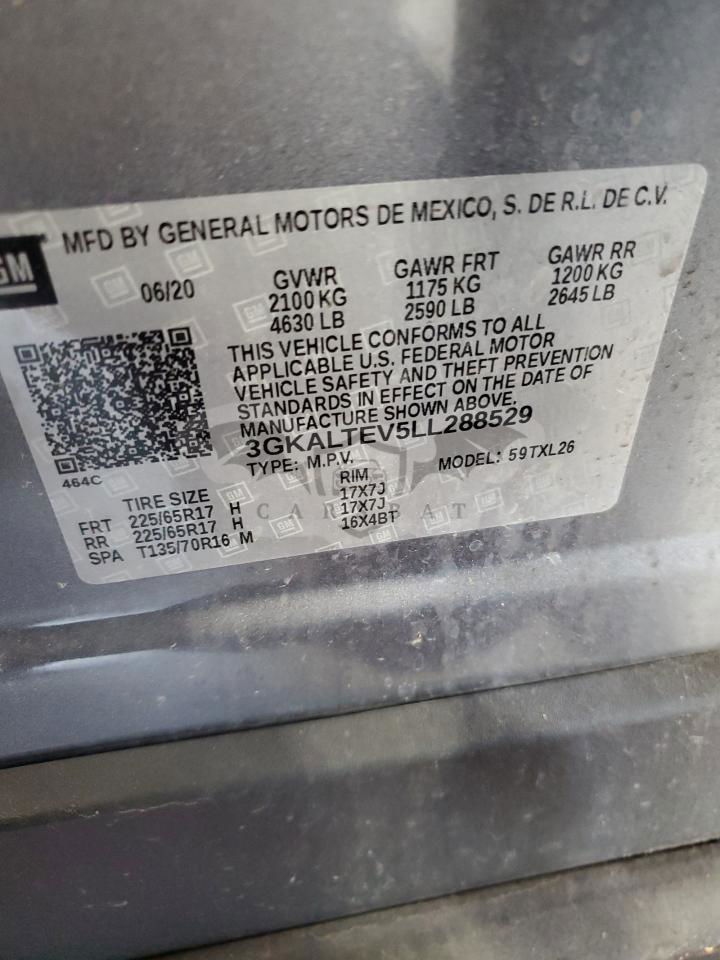 GM
MFD BY GENERAL MOTORS DE MEXICO, S. DE R.L. DE C.V.
06/20
GVWR
2100 KG
4630 LB
GAWR FRT
1175 KG
2590 LB
GAWR RR
1200 KG
2645 LB
THIS VEHICLE CONFORMS TO ALL
APPLICABLE U.S. FEDERAL MOTOR
VEHICLE SAFETY AND THEFT PREVENTION
STANDARDS IN EFFECT ON THE DATE OF
MANUFACTURE SHOWN ABOVE.
3GKALTEV5LL288529
TYPE: M.P.V. MODEL: 59TXL26
464C
TIRE SIZE RIM
FRT 225/65R17 H 17X7J
RR 225/65R17 H 17X7J
SPA T135/70R16 M 16X4BT
CAR BAT